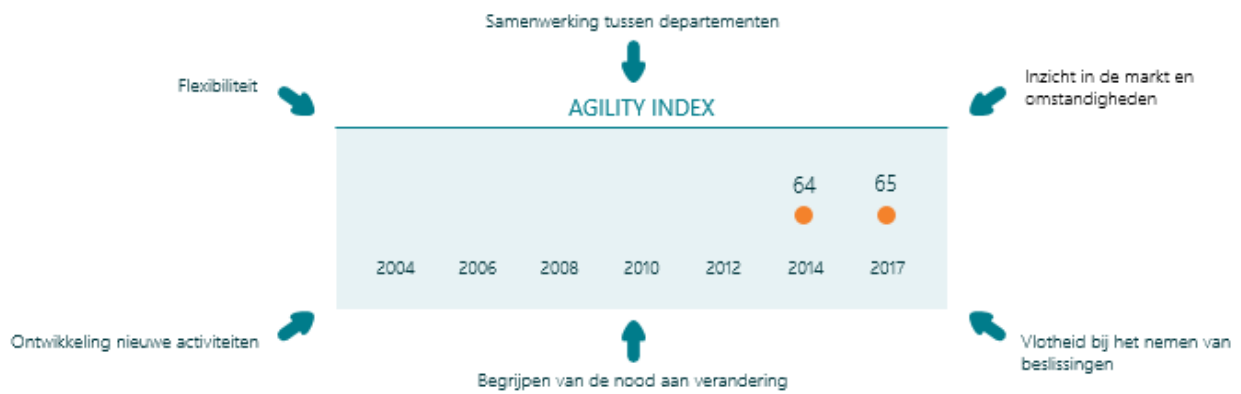 Samenwerking tussen departementen
Flexibiliteit
Inzicht in de markt en
omstandigheden
AGILITY INDEX
64 65
2004 2006 2008 2010 2012 2014 2017
Ontwikkeling nieuwe activiteiten
Vlotheid bij het nemen van
beslissingen
Begrijpen van de nood aan verandering